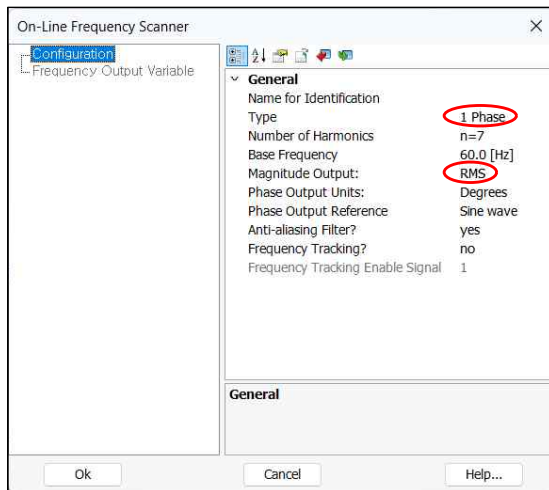 On-Line Frequency Scanner
Configuration
Frequency Output Variable
General
Name for Identification
Type 1 Phase
Number of Harmonics n=7
Base Frequency 60.0 [Hz]
Magnitude Output: RMS
Phase Output Units: Degrees
Phase Output Reference Sine wave
Anti-aliasing Filter? yes
Frequency Tracking? no
Frequency Tracking Enable Signal 1
General
Ok Cancel Help...